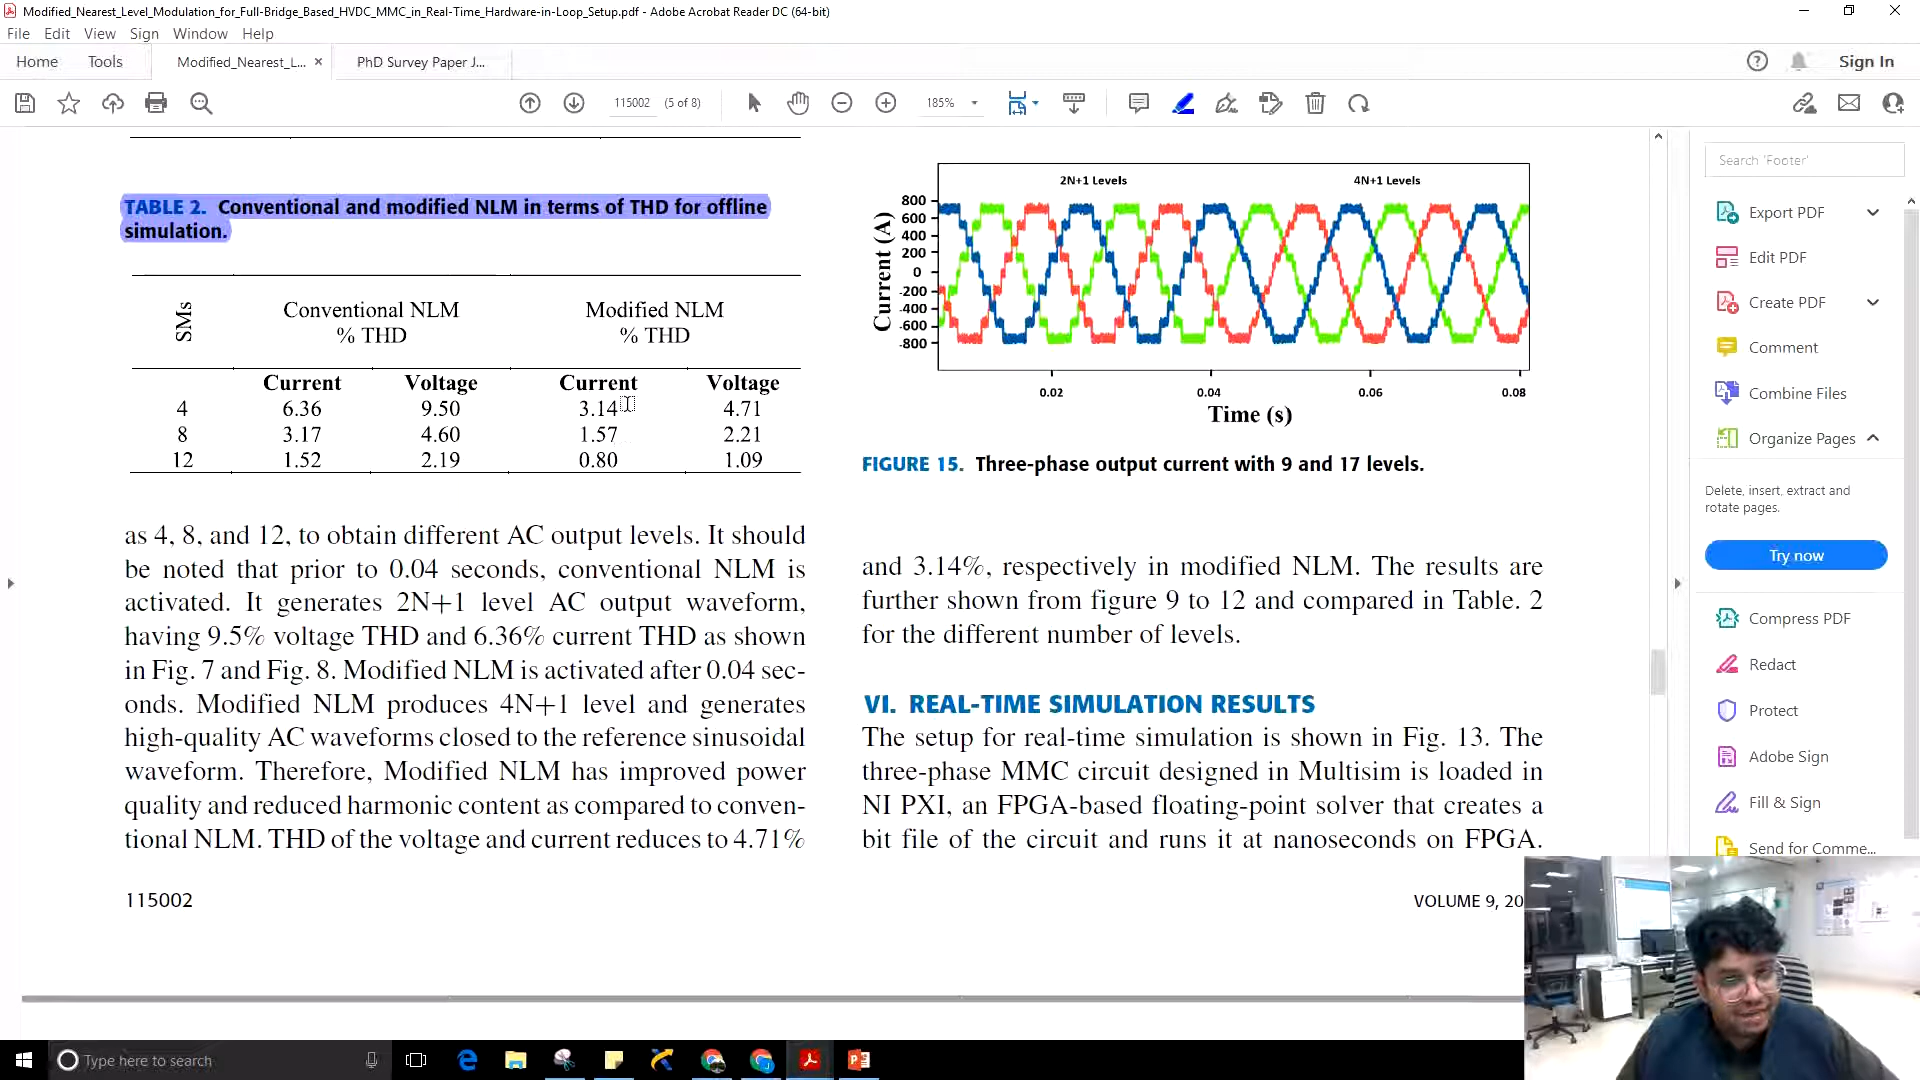 Modified_Nearest_Level_Modulation_for_Full-Bridge_Based_HVDC_MMC_in_Real-Time_Hardware-in-Loop_Setup.pdf - Adobe Acrobat Reader DC (64-bit)
File Edit View Sign Window Help
Home Tools Modified_Nearest_L... × PhD Survey Paper J... Sign In
115002 (5 of 8) 185%
TABLE 2. Conventional and modified NLM in terms of THD for offline
simulation.
SMs
Conventional NLM Modified NLM
% THD % THD
Current Voltage Current Voltage
4 6.36 9.50 3.14 4.71
8 3.17 4.60 1.57 2.21
12 1.52 2.19 0.80 1.09
as 4, 8, and 12, to obtain different AC output levels. It should
be noted that prior to 0.04 seconds, conventional NLM is
activated. It generates 2N+1 level AC output waveform,
having 9.5% voltage THD and 6.36% current THD as shown
in Fig. 7 and Fig. 8. Modified NLM is activated after 0.04 sec-
onds. Modified NLM produces 4N+1 level and generates
high-quality AC waveforms closed to the reference sinusoidal
waveform. Therefore, Modified NLM has improved power
quality and reduced harmonic content as compared to conven-
tional NLM. THD of the voltage and current reduces to 4.71%
115002
2N+1 Levels 4N+1 Levels
Current (A)
800
600
400
200
0
-200
-400
-600
-800
0.02 0.04 0.06 0.08
Time (s)
FIGURE 15. Three-phase output current with 9 and 17 levels.
and 3.14%, respectively in modified NLM. The results are
further shown from figure 9 to 12 and compared in Table. 2
for the different number of levels.
VI. REAL-TIME SIMULATION RESULTS
The setup for real-time simulation is shown in Fig. 13. The
three-phase MMC circuit designed in Multisim is loaded in
NI PXI, an FPGA-based floating-point solver that creates a
bit file of the circuit and runs it at nanoseconds on FPGA.
VOLUME 9, 20
Search 'Footer'
Export PDF
Edit PDF
Create PDF
Comment
Combine Files
Organize Pages
Delete, insert, extract and
rotate pages.
Try now
Compress PDF
Redact
Protect
Adobe Sign
Fill & Sign
Send for Comme...
Type here to search